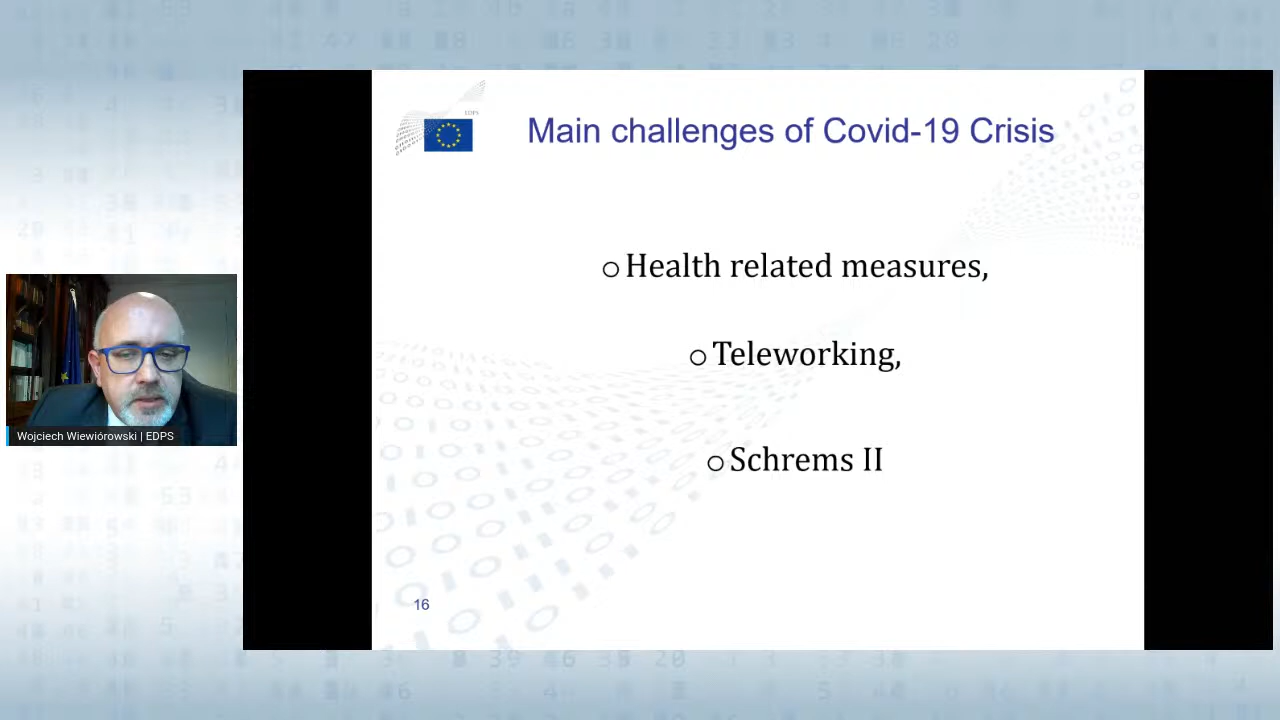 EDPS
Main challenges of Covid-19 Crisis
o Health related measures,
o Teleworking,
o Schrems II
Wojciech Wiewiórowski | EDPS
16